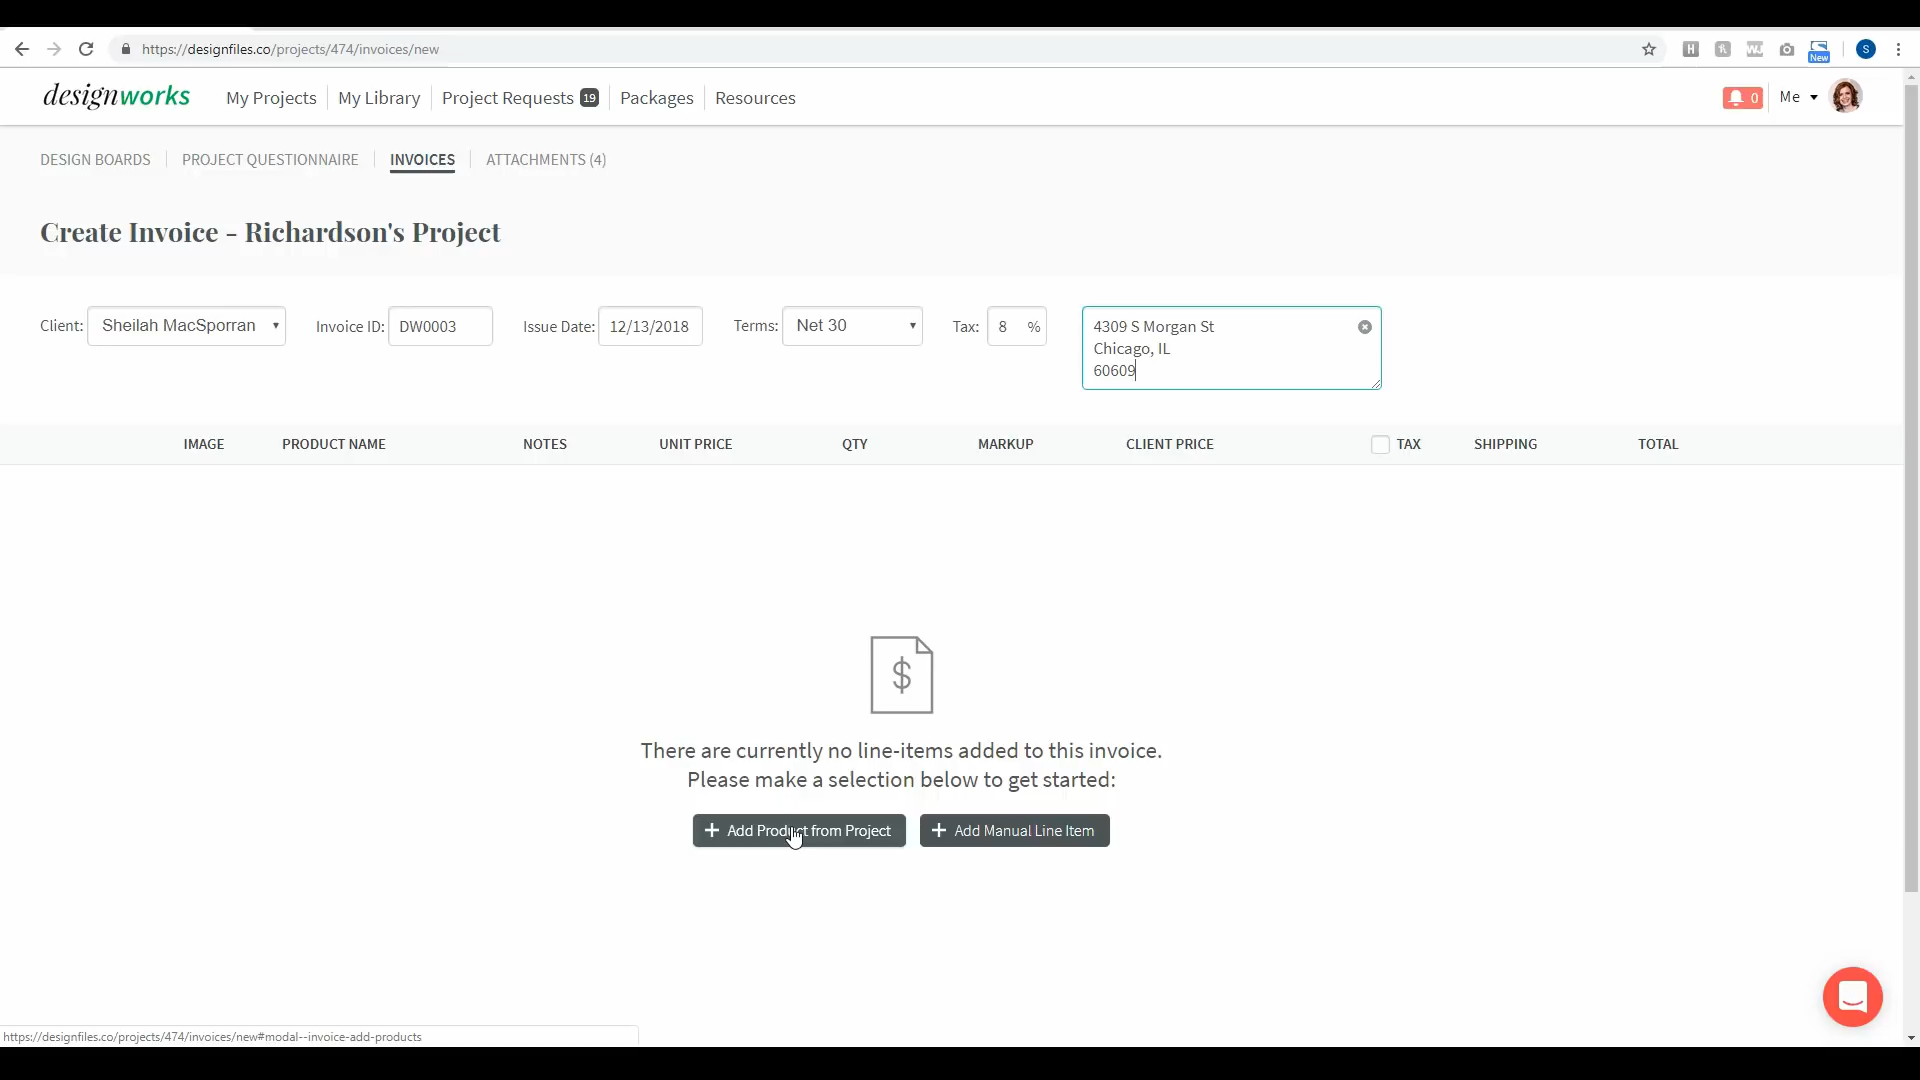 https://designfiles.co/projects/474/invoices/new
H
WJ
New
S
designworks
My Projects
My Library
Project Requests 19
Packages
Resources
0
Me
DESIGN BOARDS
PROJECT QUESTIONNAIRE
INVOICES
ATTACHMENTS (4)
Create Invoice - Richardson's Project
Client: Sheilah MacSporran
Invoice ID: DW0003
Issue Date: 12/13/2018
Terms: Net 30
Tax: 8 %
4309 S Morgan St
Chicago, IL
60609
IMAGE
PRODUCT NAME
NOTES
UNIT PRICE
QTY
MARKUP
CLIENT PRICE
TAX
SHIPPING
TOTAL
$
There are currently no line-items added to this invoice.
Please make a selection below to get started:
+ Add Product from Project
+ Add Manual Line Item
https://designfiles.co/projects/474/invoices/new#modal--invoice-add-products